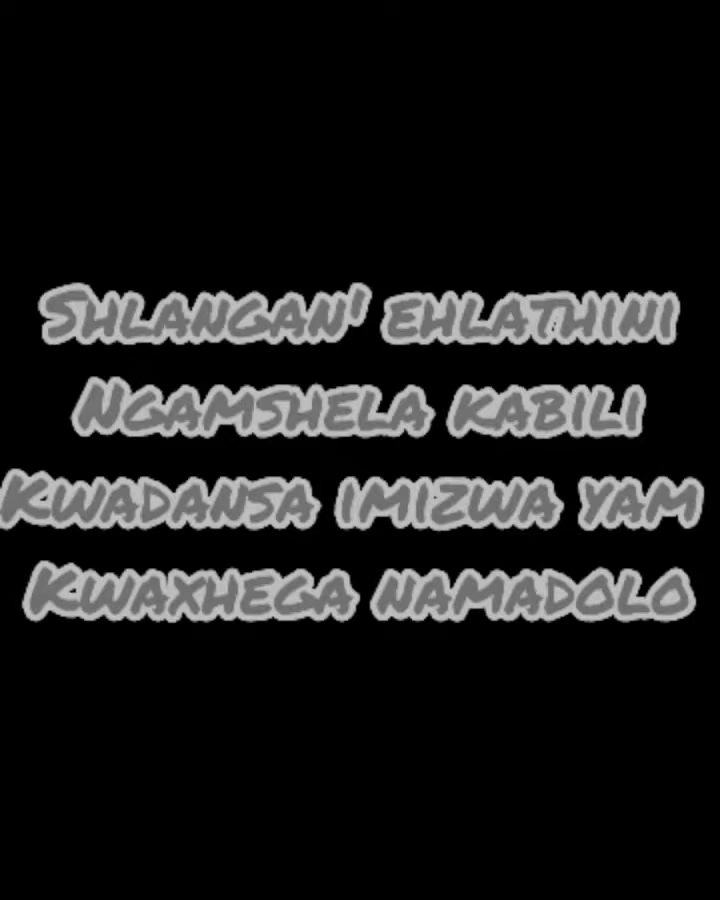 Shlangan' ehlathini
Ngamshela kabili
Kwadansa imizwa yam
Kwaxhega namadolo